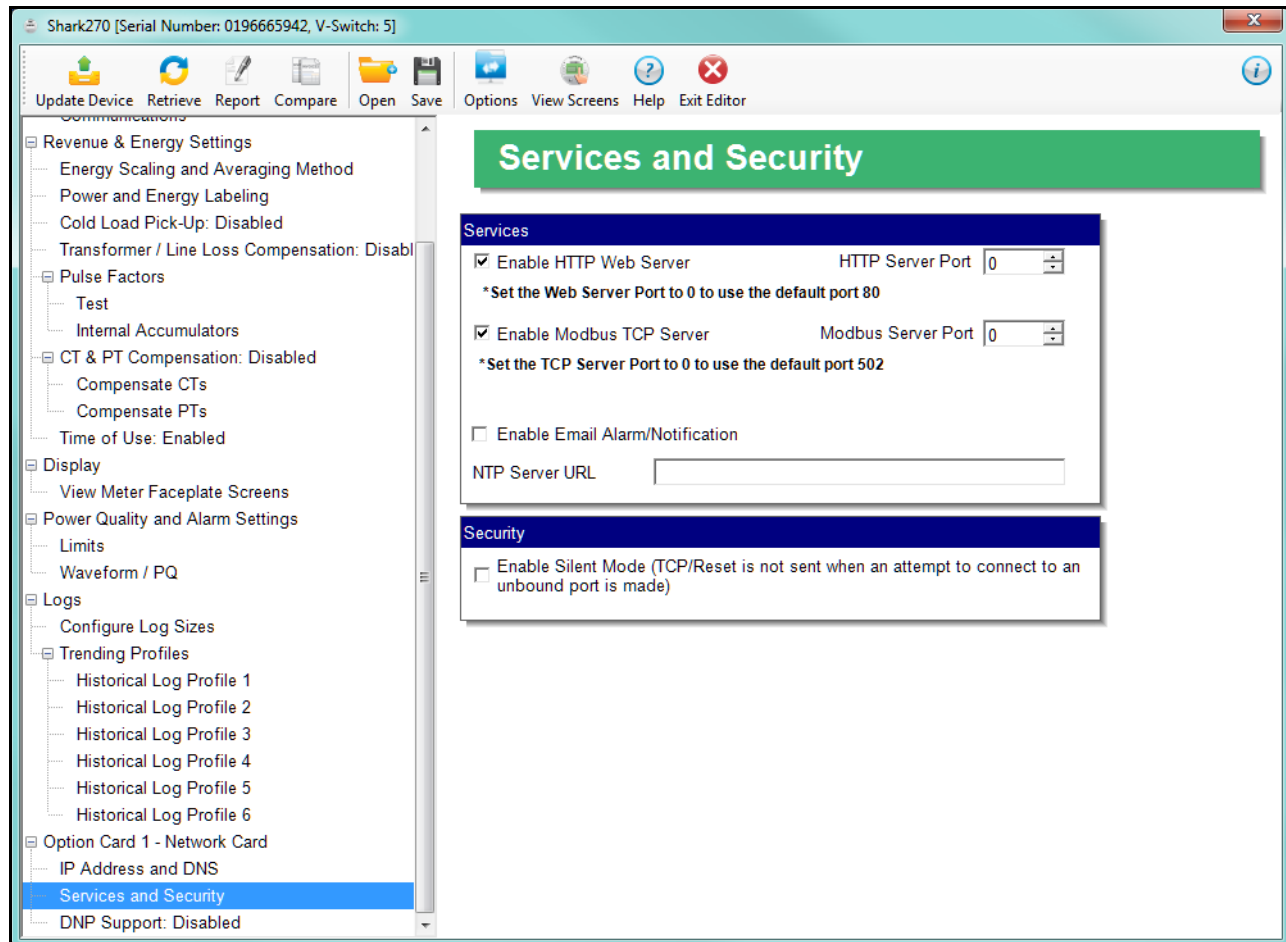 Shark270 [Serial Number: 0196665942, V-Switch: 5]
Update Device Retrieve Report Compare Open Save Options View Screens Help Exit Editor
Communications
Revenue & Energy Settings
Energy Scaling and Averaging Method
Power and Energy Labeling
Cold Load Pick-Up: Disabled
Transformer / Line Loss Compensation: Disabl
Pulse Factors
Test
Internal Accumulators
CT & PT Compensation: Disabled
Compensate CTs
Compensate PTs
Time of Use: Enabled
Display
View Meter Faceplate Screens
Power Quality and Alarm Settings
Limits
Waveform / PQ
Logs
Configure Log Sizes
Trending Profiles
Historical Log Profile 1
Historical Log Profile 2
Historical Log Profile 3
Historical Log Profile 4
Historical Log Profile 5
Historical Log Profile 6
Option Card 1 - Network Card
IP Address and DNS
Services and Security
DNP Support: Disabled
Services and Security
Services
Enable HTTP Web Server HTTP Server Port 0
*Set the Web Server Port to 0 to use the default port 80
Enable Modbus TCP Server Modbus Server Port 0
*Set the TCP Server Port to 0 to use the default port 502
Enable Email Alarm/Notification
NTP Server URL
Security
Enable Silent Mode (TCP/Reset is not sent when an attempt to connect to an
unbound port is made)